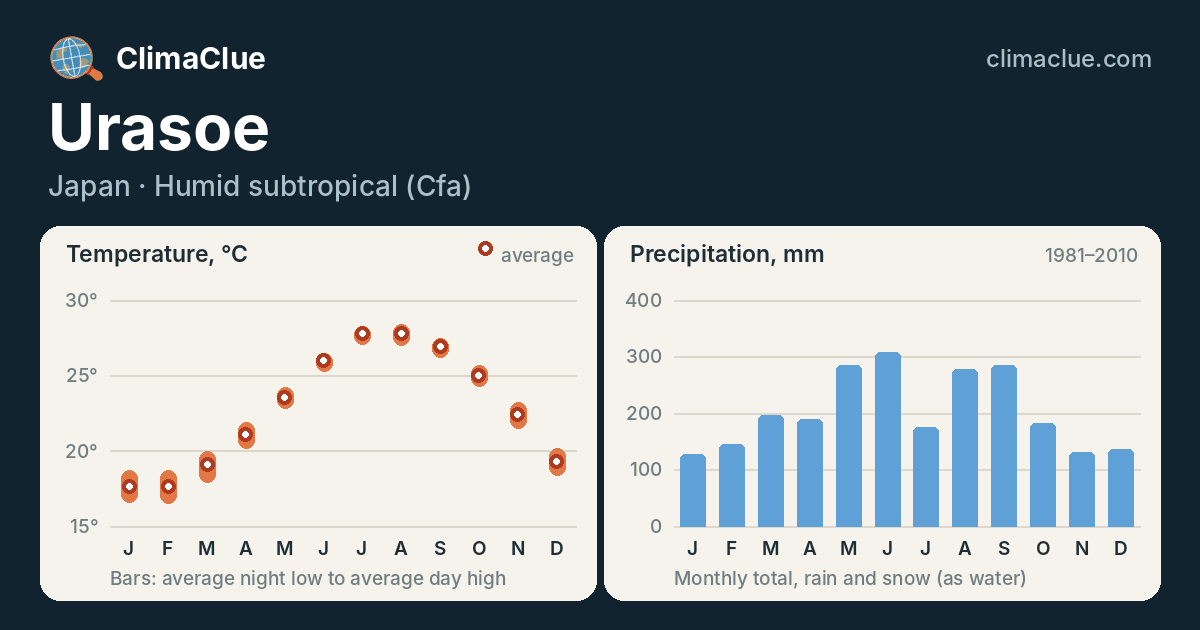 ClimaClue
climaclue.com
Urasoe
Japan · Humid subtropical (Cfa)
Temperature, °C
average
30°
25°
20°
15°
J F M A M J J A S O N D
Bars: average night low to average day high
Precipitation, mm
1981–2010
400
300
200
100
0
J F M A M J J A S O N D
Monthly total, rain and snow (as water)